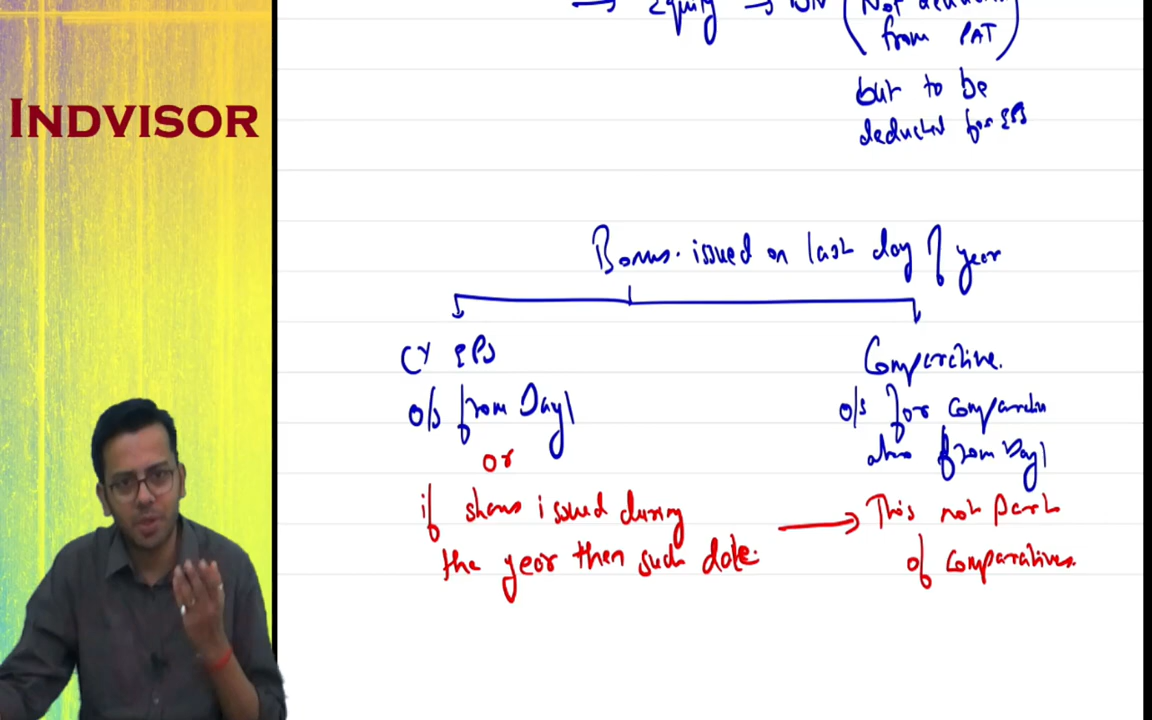 INDVISOR
→ Equity →
from PAT)
but to be
deducted for EPS
Bonus issued on last day of year
CY EPS
Comparative.
o/s from Day 1
o/s for comparative
or
also from Day 1
if shares issued during
the year then such date.
→ This not part
of comparatives.